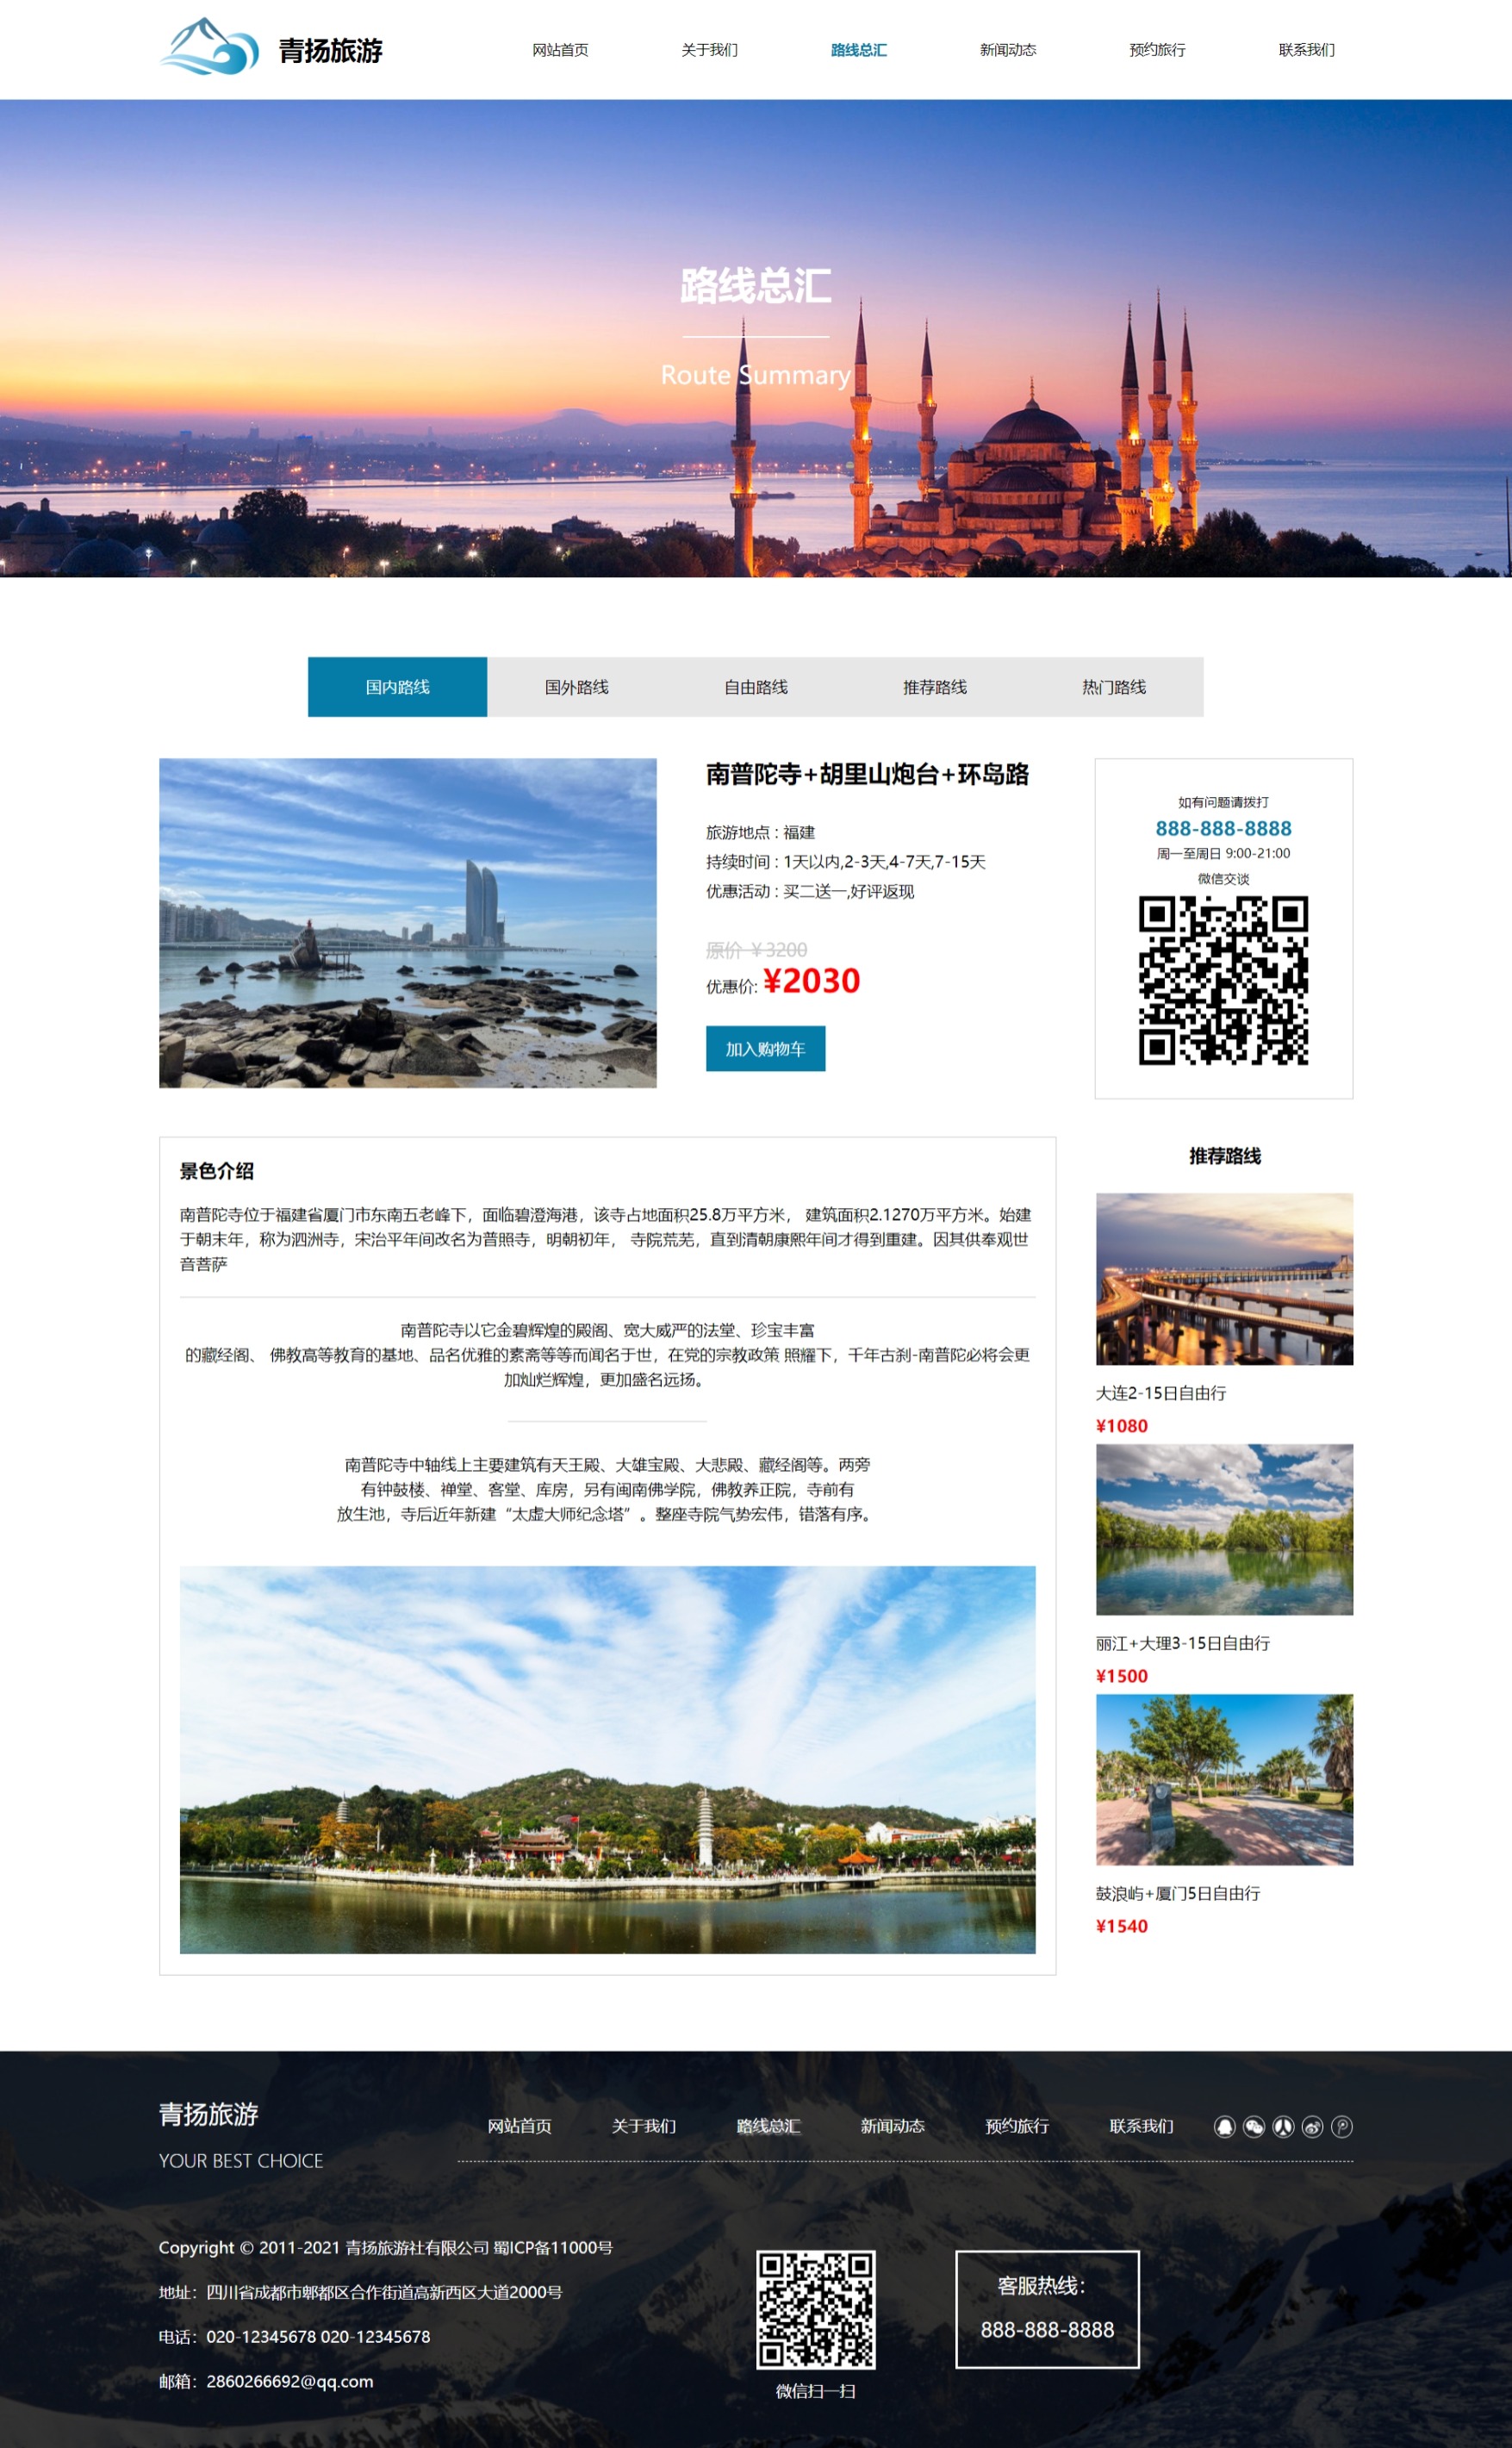 青扬旅游
网站首页 关于我们 路线总汇 新闻动态 预约旅行 联系我们
路线总汇
Route Summary
国内路线 国外路线 自由路线 推荐路线 热门路线
南普陀寺+胡里山炮台+环岛路
旅游地点 : 福建
持续时间 : 1天以内,2-3天,4-7天,7-15天
优惠活动 : 买二送一,好评返现
原价 ￥3200
优惠价: ¥2030
加入购物车
如有问题请拨打
888-888-8888
周一至周日 9:00-21:00
微信交谈
景色介绍
南普陀寺位于福建省厦门市东南五老峰下，面临碧澄海港，该寺占地面积25.8万平方米， 建筑面积2.1270万平方米。始建
于朝末年，称为泗洲寺，宋治平年间改名为普照寺，明朝初年， 寺院荒芜，直到清朝康熙年间才得到重建。因其供奉观世
音菩萨
南普陀寺以它金碧辉煌的殿阁、宽大威严的法堂、珍宝丰富
的藏经阁、 佛教高等教育的基地、品名优雅的素斋等等而闻名于世，在党的宗教政策 照耀下，千年古刹-南普陀必将会更
加灿烂辉煌，更加盛名远扬。
南普陀寺中轴线上主要建筑有天王殿、大雄宝殿、大悲殿、藏经阁等。两旁
有钟鼓楼、禅堂、客堂、库房，另有闽南佛学院，佛教养正院，寺前有
放生池，寺后近年新建“太虚大师纪念塔”。整座寺院气势宏伟，错落有序。
推荐路线
大连2-15日自由行
¥1080
丽江+大理3-15日自由行
¥1500
鼓浪屿+厦门5日自由行
¥1540
青扬旅游
YOUR BEST CHOICE
网站首页 关于我们 路线总汇 新闻动态 预约旅行 联系我们
Copyright © 2011-2021 青扬旅游社有限公司 蜀ICP备11000号
地址：四川省成都市郫都区合作街道高新西区大道2000号
电话：020-12345678 020-12345678
邮箱：2860266692@qq.com
微信扫一扫
客服热线：
888-888-8888